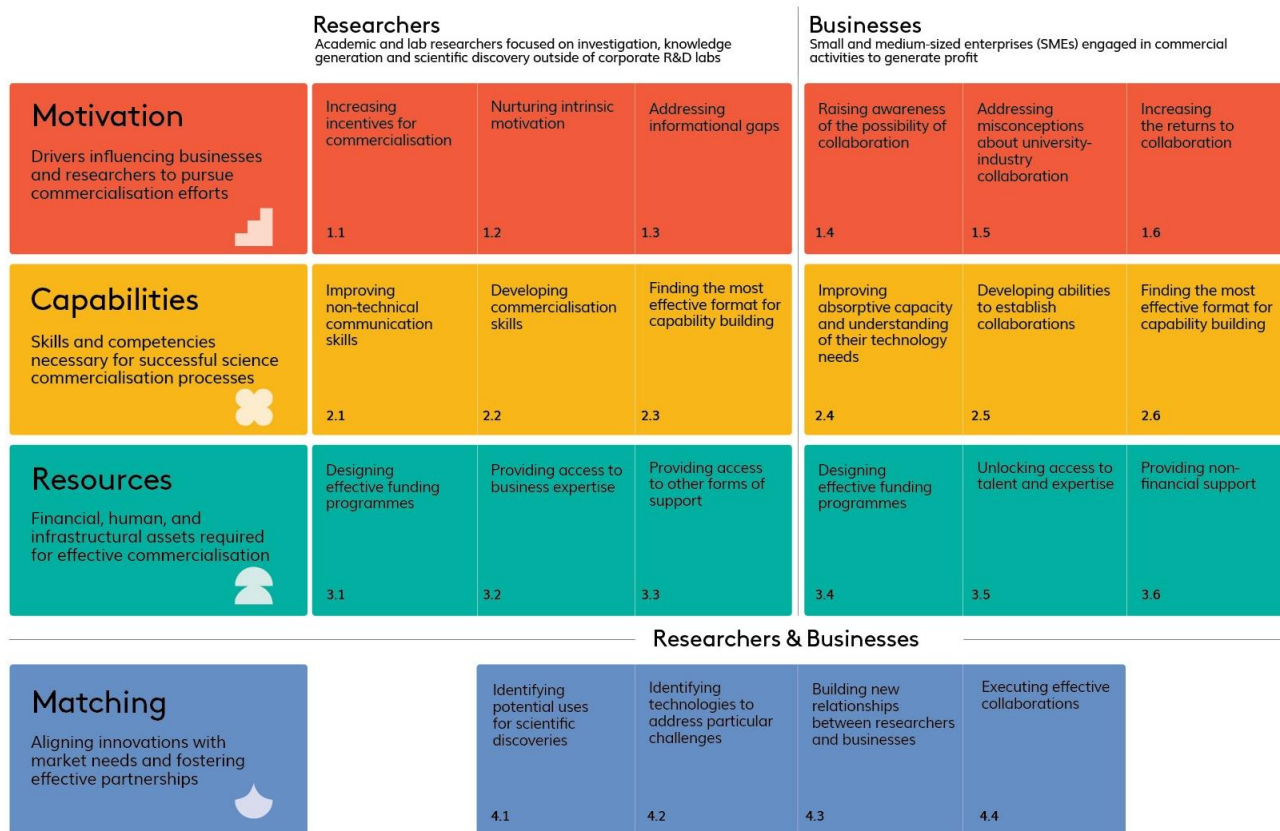 Researchers
Academic and lab researchers focused on investigation, knowledge
generation and scientific discovery outside of corporate R&D labs
Businesses
Small and medium-sized enterprises (SMEs) engaged in commercial
activities to generate profit
Motivation
Drivers influencing businesses
and researchers to pursue
commercialisation efforts
Increasing
incentives for
commercialisation
1.1
Nurturing intrinsic
motivation
1.2
Addressing
informational gaps
1.3
Raising awareness
of the possibility of
collaboration
1.4
Addressing
misconceptions
about university-
industry
collaboration
1.5
Increasing
the returns to
collaboration
1.6
Capabilities
Skills and competencies
necessary for successful science
commercialisation processes
Improving
non-technical
communication
skills
2.1
Developing
commercialisation
skills
2.2
Finding the most
effective format for
capability building
2.3
Improving
absorptive capacity
and understanding
of their technology
needs
2.4
Developing abilities
to establish
collaborations
2.5
Finding the most
effective format for
capability building
2.6
Resources
Financial, human, and
infrastructural assets required
for effective commercialisation
Designing
effective funding
programmes
3.1
Providing access to
business expertise
3.2
Providing access
to other forms of
support
3.3
Designing
effective funding
programmes
3.4
Unlocking access to
talent and expertise
3.5
Providing non-
financial support
3.6
Researchers & Businesses
Matching
Aligning innovations with
market needs and fostering
effective partnerships
Identifying
potential uses
for scientific
discoveries
4.1
Identifying
technologies to
address particular
challenges
4.2
Building new
relationships
between researchers
and businesses
4.3
Executing effective
collaborations
4.4